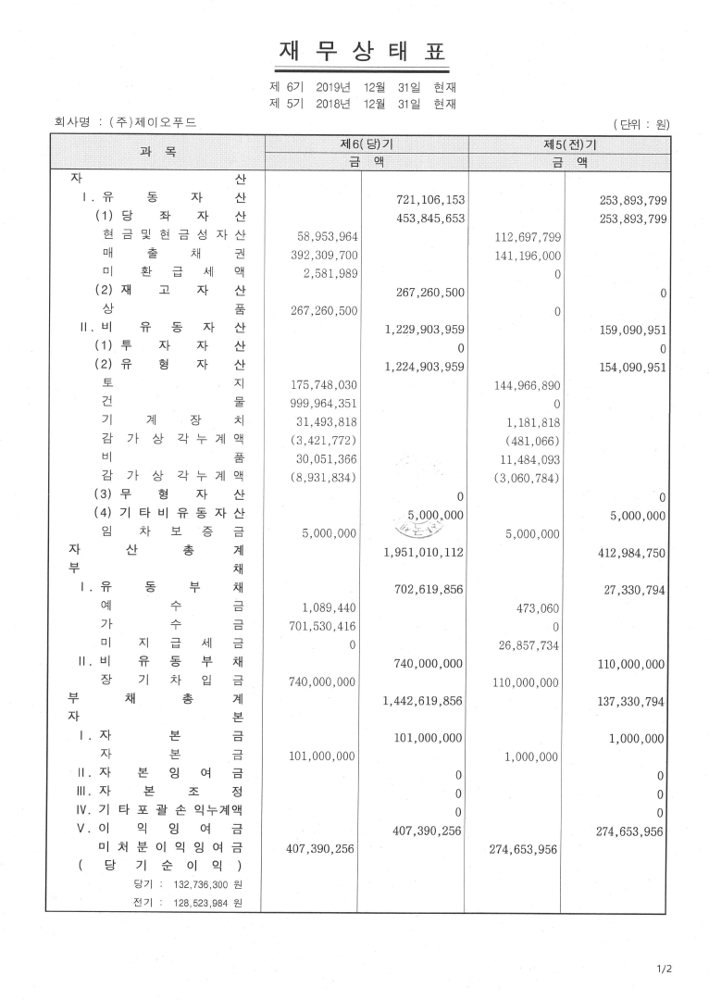 재 무 상 태 표
제 6기 2019년 12월 31일 현재
제 5기 2018년 12월 31일 현재
회사명 : (주)제이오푸드 (단위 : 원)
과 목 제6(당)기 제5(전)기
금 액 금 액
자 산
Ⅰ. 유 동 자 산 721,106,153 253,893,799
(1) 당 좌 자 산 453,845,653 253,893,799
현 금 및 현 금 성 자 산 58,953,964 112,697,799
매 출 채 권 392,309,700 141,196,000
미 환 급 세 액 2,581,989 0
(2) 재 고 자 산 267,260,500 0
상 품 267,260,500 0
Ⅱ. 비 유 동 자 산 1,229,903,959 159,090,951
(1) 투 자 자 산 0 0
(2) 유 형 자 산 1,224,903,959 154,090,951
토 지 175,748,030 144,966,890
건 물 999,964,351 0
기 계 장 치 31,493,818 1,181,818
감 가 상 각 누 계 액 (3,421,772) (481,066)
비 품 30,051,366 11,484,093
감 가 상 각 누 계 액 (8,931,834) (3,060,784)
(3) 무 형 자 산 0 0
(4) 기 타 비 유 동 자 산 5,000,000 5,000,000
임 차 보 증 금 5,000,000 5,000,000
자 산 총 계 1,951,010,112 412,984,750
부 채
Ⅰ. 유 동 부 채 702,619,856 27,330,794
예 수 금 1,089,440 473,060
가 수 금 701,530,416 0
미 지 급 세 금 0 26,857,734
Ⅱ. 비 유 동 부 채 740,000,000 110,000,000
장 기 차 입 금 740,000,000 110,000,000
부 채 총 계 1,442,619,856 137,330,794
자 본
Ⅰ. 자 본 금 101,000,000 1,000,000
자 본 금 101,000,000 1,000,000
Ⅱ. 자 본 잉 여 금 0 0
Ⅲ. 자 본 조 정 0 0
Ⅳ. 기 타 포 괄 손 익 누 계 액 0 0
Ⅴ. 이 익 잉 여 금 407,390,256 274,653,956
미 처 분 이 익 잉 여 금 407,390,256 274,653,956
( 당 기 순 이 익 )
당기 : 132,736,300 원
전기 : 128,523,984 원
1/2